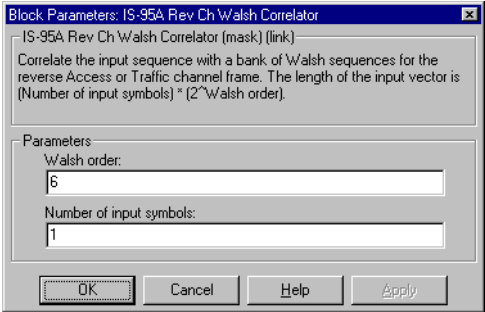 Block Parameters: IS-95A Rev Ch Walsh Correlator
IS-95A Rev Ch Walsh Correlator (mask) (link)
Correlate the input sequence with a bank of Walsh sequences for the
reverse Access or Traffic channel frame. The length of the input vector is
(Number of input symbols) * (2^Walsh order).
Parameters
Walsh order:
6
Number of input symbols:
1
OK Cancel Help Apply